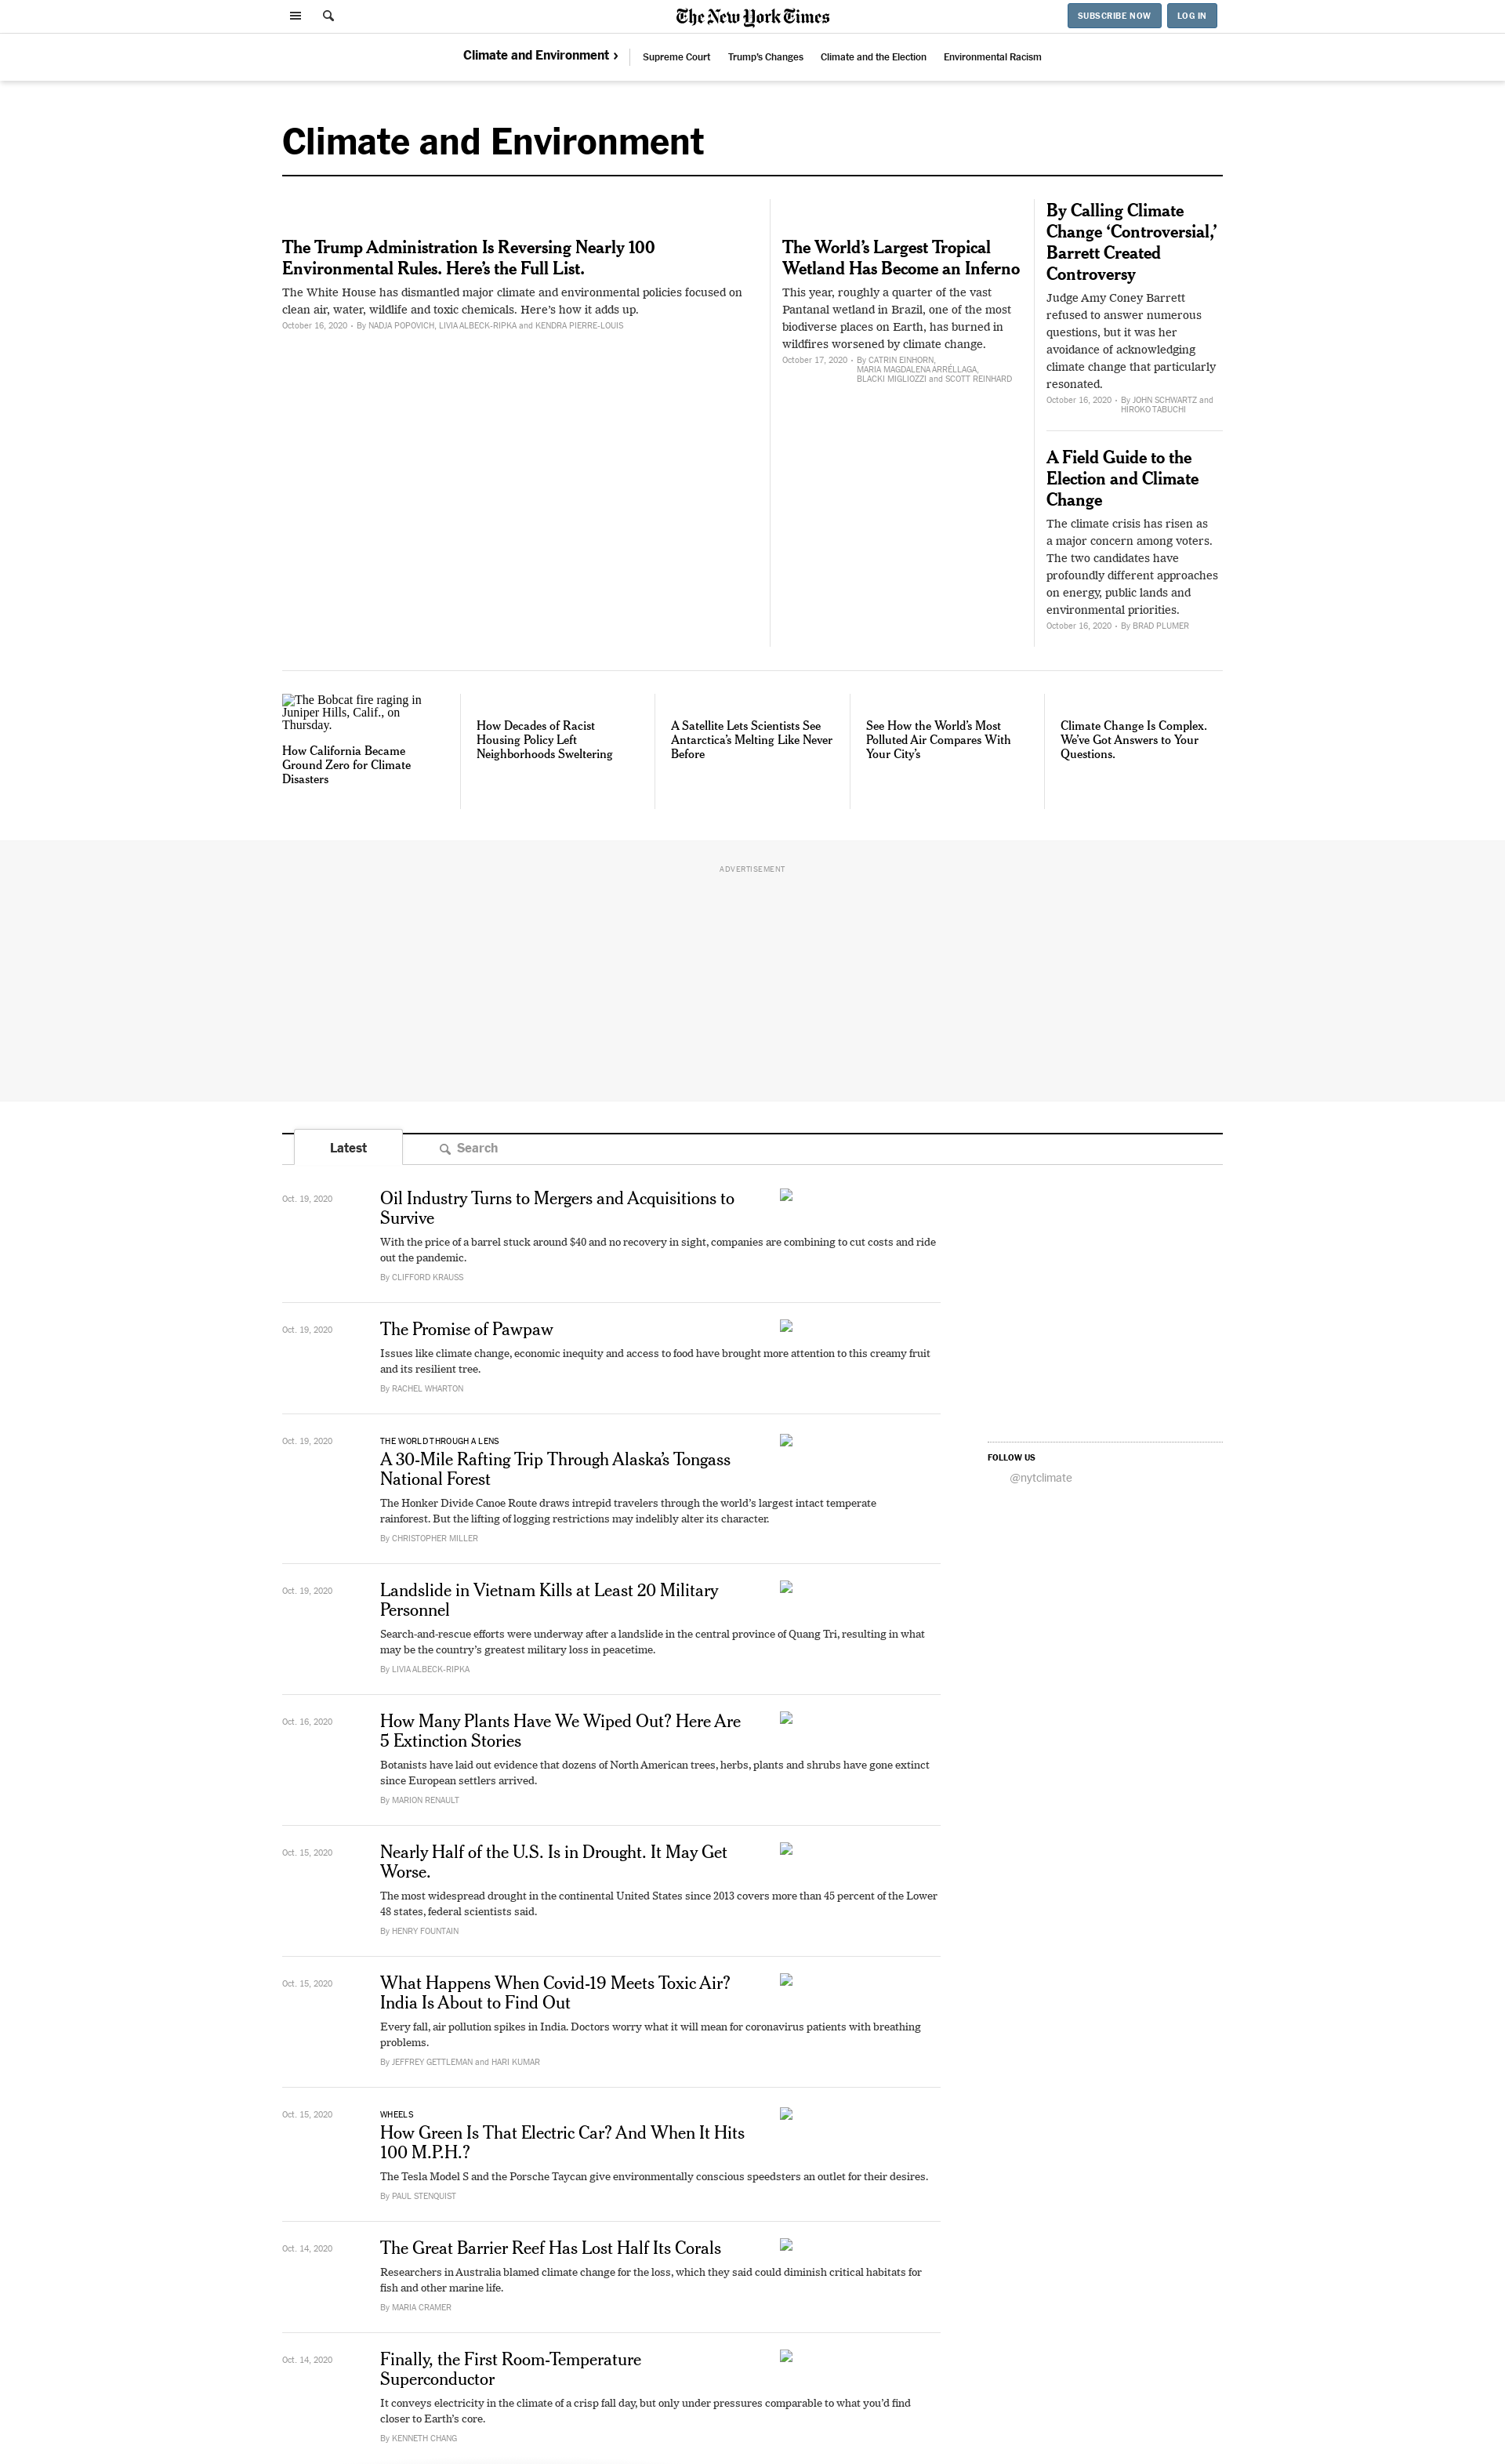 The New York Times
SUBSCRIBE NOW
LOG IN
Climate and Environment ›
Supreme Court
Trump's Changes
Climate and the Election
Environmental Racism
Climate and Environment
The Trump Administration Is Reversing Nearly 100
Environmental Rules. Here's the Full List.
The White House has dismantled major climate and environmental policies focused on
clean air, water, wildlife and toxic chemicals. Here's how it adds up.
October 16, 2020 • By NADJA POPOVICH, LIVIA ALBECK-RIPKA and KENDRA PIERRE-LOUIS
The World's Largest Tropical
Wetland Has Become an Inferno
This year, roughly a quarter of the vast
Pantanal wetland in Brazil, one of the most
biodiverse places on Earth, has burned in
wildfires worsened by climate change.
October 17, 2020 • By CATRIN EINHORN,
MARIA MAGDALENA ARRÉLLAGA,
BLACKI MIGLIOZZI and SCOTT REINHARD
By Calling Climate
Change 'Controversial,'
Barrett Created
Controversy
Judge Amy Coney Barrett
refused to answer numerous
questions, but it was her
avoidance of acknowledging
climate change that particularly
resonated.
October 16, 2020 • By JOHN SCHWARTZ and
HIROKO TABUCHI
A Field Guide to the
Election and Climate
Change
The climate crisis has risen as
a major concern among voters.
The two candidates have
profoundly different approaches
on energy, public lands and
environmental priorities.
October 16, 2020 • By BRAD PLUMER
The Bobcat fire raging in
Juniper Hills, Calif., on
Thursday.
How California Became
Ground Zero for Climate
Disasters
How Decades of Racist
Housing Policy Left
Neighborhoods Sweltering
A Satellite Lets Scientists See
Antarctica's Melting Like Never
Before
See How the World's Most
Polluted Air Compares With
Your City's
Climate Change Is Complex.
We've Got Answers to Your
Questions.
ADVERTISEMENT
Latest
Search
Oct. 19, 2020
Oil Industry Turns to Mergers and Acquisitions to
Survive
With the price of a barrel stuck around $40 and no recovery in sight, companies are combining to cut costs and ride
out the pandemic.
By CLIFFORD KRAUSS
Oct. 19, 2020
The Promise of Pawpaw
Issues like climate change, economic inequity and access to food have brought more attention to this creamy fruit
and its resilient tree.
By RACHEL WHARTON
Oct. 19, 2020
THE WORLD THROUGH A LENS
A 30-Mile Rafting Trip Through Alaska's Tongass
National Forest
The Honker Divide Canoe Route draws intrepid travelers through the world's largest intact temperate
rainforest. But the lifting of logging restrictions may indelibly alter its character.
By CHRISTOPHER MILLER
FOLLOW US
@nytclimate
Oct. 19, 2020
Landslide in Vietnam Kills at Least 20 Military
Personnel
Search-and-rescue efforts were underway after a landslide in the central province of Quang Tri, resulting in what
may be the country's greatest military loss in peacetime.
By LIVIA ALBECK-RIPKA
Oct. 16, 2020
How Many Plants Have We Wiped Out? Here Are
5 Extinction Stories
Botanists have laid out evidence that dozens of North American trees, herbs, plants and shrubs have gone extinct
since European settlers arrived.
By MARION RENAULT
Oct. 15, 2020
Nearly Half of the U.S. Is in Drought. It May Get
Worse.
The most widespread drought in the continental United States since 2013 covers more than 45 percent of the Lower
48 states, federal scientists said.
By HENRY FOUNTAIN
Oct. 15, 2020
What Happens When Covid-19 Meets Toxic Air?
India Is About to Find Out
Every fall, air pollution spikes in India. Doctors worry what it will mean for coronavirus patients with breathing
problems.
By JEFFREY GETTLEMAN and HARI KUMAR
Oct. 15, 2020
WHEELS
How Green Is That Electric Car? And When It Hits
100 M.P.H.?
The Tesla Model S and the Porsche Taycan give environmentally conscious speedsters an outlet for their desires.
By PAUL STENQUIST
Oct. 14, 2020
The Great Barrier Reef Has Lost Half Its Corals
Researchers in Australia blamed climate change for the loss, which they said could diminish critical habitats for
fish and other marine life.
By MARIA CRAMER
Oct. 14, 2020
Finally, the First Room-Temperature
Superconductor
It conveys electricity in the climate of a crisp fall day, but only under pressures comparable to what you'd find
closer to Earth's core.
By KENNETH CHANG